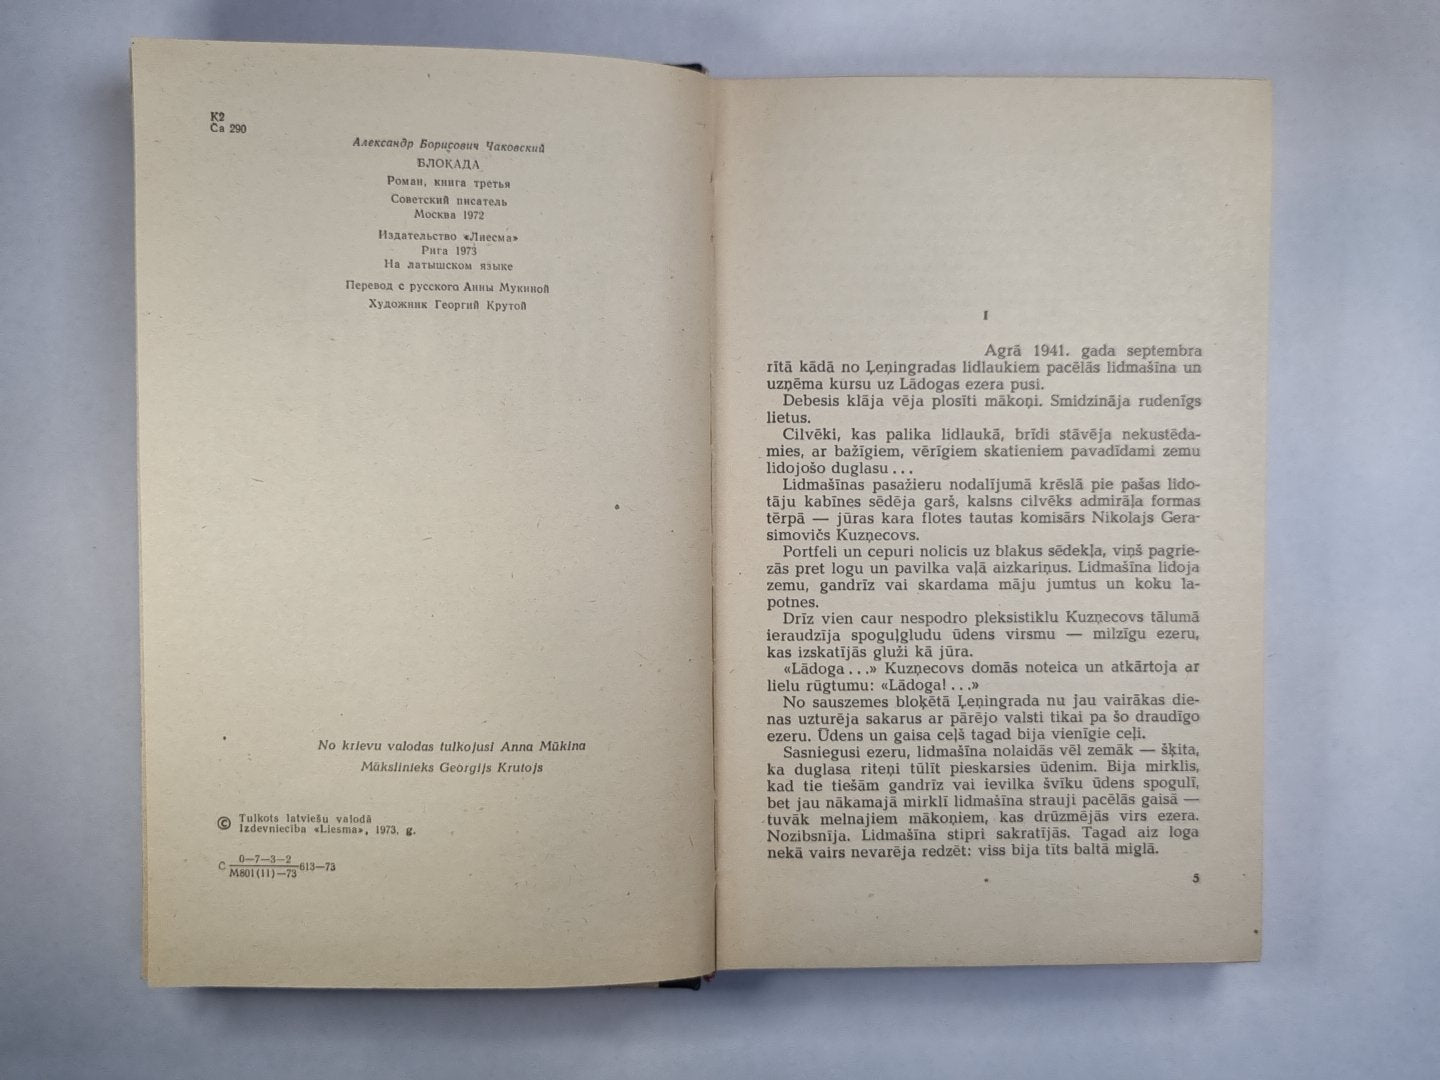 К2
Ča 290
Александр Борисович Чаковский
БЛОКАДА
Роман, книга третья
Советский писатель
Москва 1972
Издательство «Лиесма»
Рига 1973
На латышском языке
Перевод с русского Анны Мукиной
Художник Георгий Крутой
No krievu valodas tulkojusi Anna Mūkina
Mākslinieks Georgijs Krutojs
© Tulkots latviešu valodā
Izdevniecība «Liesma», 1973. g.
C 0—7—3—2
M801(11)—73 613—73
I
Agrā 1941. gada septembra
rītā kādā no Ļeņingradas lidlaukiem pacēlās lidmašīna un
uzņēma kursu uz Lādogas ezera pusi.
Debesis klāja vēja plosīti mākoņi. Smidzināja rudenīgs
lietus.
Cilvēki, kas palika lidlaukā, brīdi stāvēja nekustēda-
mies, ar bažīgiem, vērīgiem skatieniem pavadīdami zemu
lidojošo duglasu...
Lidmašīnas pasažieru nodalījumā krēslā pie pašas lido-
tāju kabīnes sēdēja garš, kalsns cilvēks admirāļa formas
tērpā — jūras kara flotes tautas komisārs Nikolajs Gera-
simovičs Kuzņecovs.
Portfeli un cepuri nolicis uz blakus sēdekļa, viņš pagrie-
zās pret logu un pavilka vaļā aizkariņus. Lidmašīna lidoja
zemu, gandrīz vai skardama māju jumtus un koku la-
potnes.
Drīz vien caur nespodro pleksistiklu Kuzņecovs tālumā
ieraudzīja spoguļgludu ūdens virsmu — milzīgu ezeru,
kas izskatījās gluži kā jūra.
«Lādoga...» Kuzņecovs domās noteica un atkārtoja ar
lielu rūgtumu: «Lādoga!...»
No sauszemes bloķētā Ļeņingrada nu jau vairākas die-
nas uzturēja sakarus ar pārējo valsti tikai pa šo draudīgo
ezeru. Ūdens un gaisa ceļš tagad bija vienīgie ceļi.
Sasniegusi ezeru, lidmašīna nolaidās vēl zemāk — šķita,
ka duglasa riteņi tūlīt pieskarsies ūdenim. Bija mirklis,
kad tie tiešām gandrīz vai ievilka švīku ūdens spogulī,
bet jau nākamajā mirklī lidmašīna strauji pacēlās gaisā —
tuvāk melnajiem mākoņiem, kas drūzmējās virs ezera.
Nozibsnīja. Lidmašīna stipri sakratījās. Tagad aiz loga
nekā vairs nevarēja redzēt: viss bija tīts baltā miglā.
5